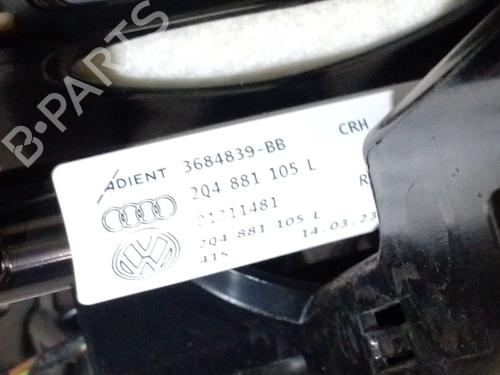 B-PARTS
ADIENT 3684839-BB CRH
2Q4 881 105 L
21211481 R
2Q4 881 105 L 14.03.23
41S